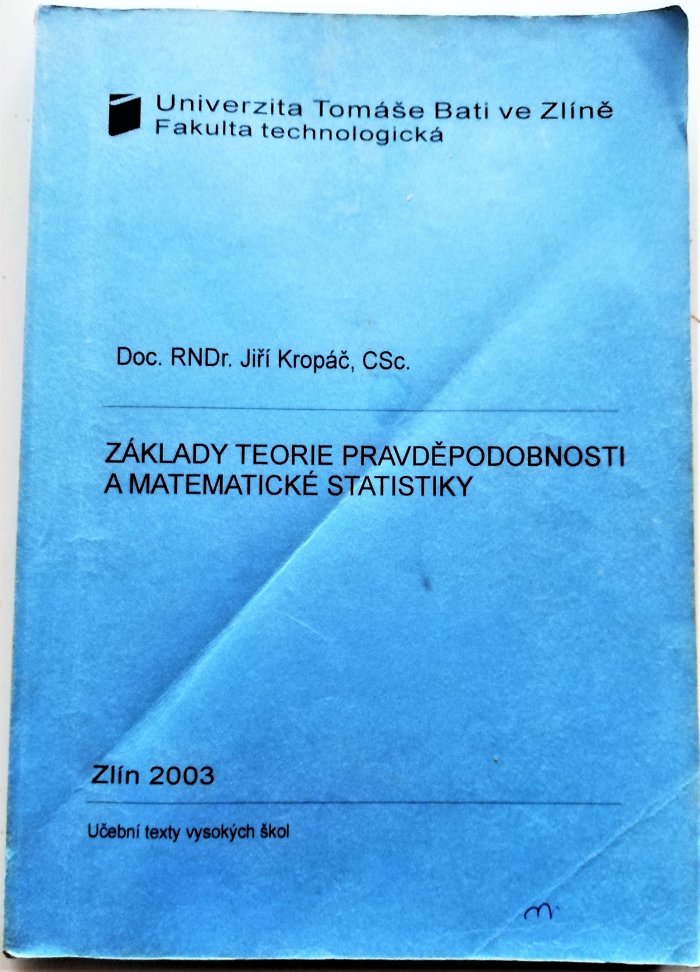 Univerzita Tomáše Bati ve Zlíně
Fakulta technologická
Doc. RNDr. Jiří Kropáč, CSc.
ZÁKLADY TEORIE PRAVDĚPODOBNOSTI
A MATEMATICKÉ STATISTIKY
Zlín 2003
Učební texty vysokých škol